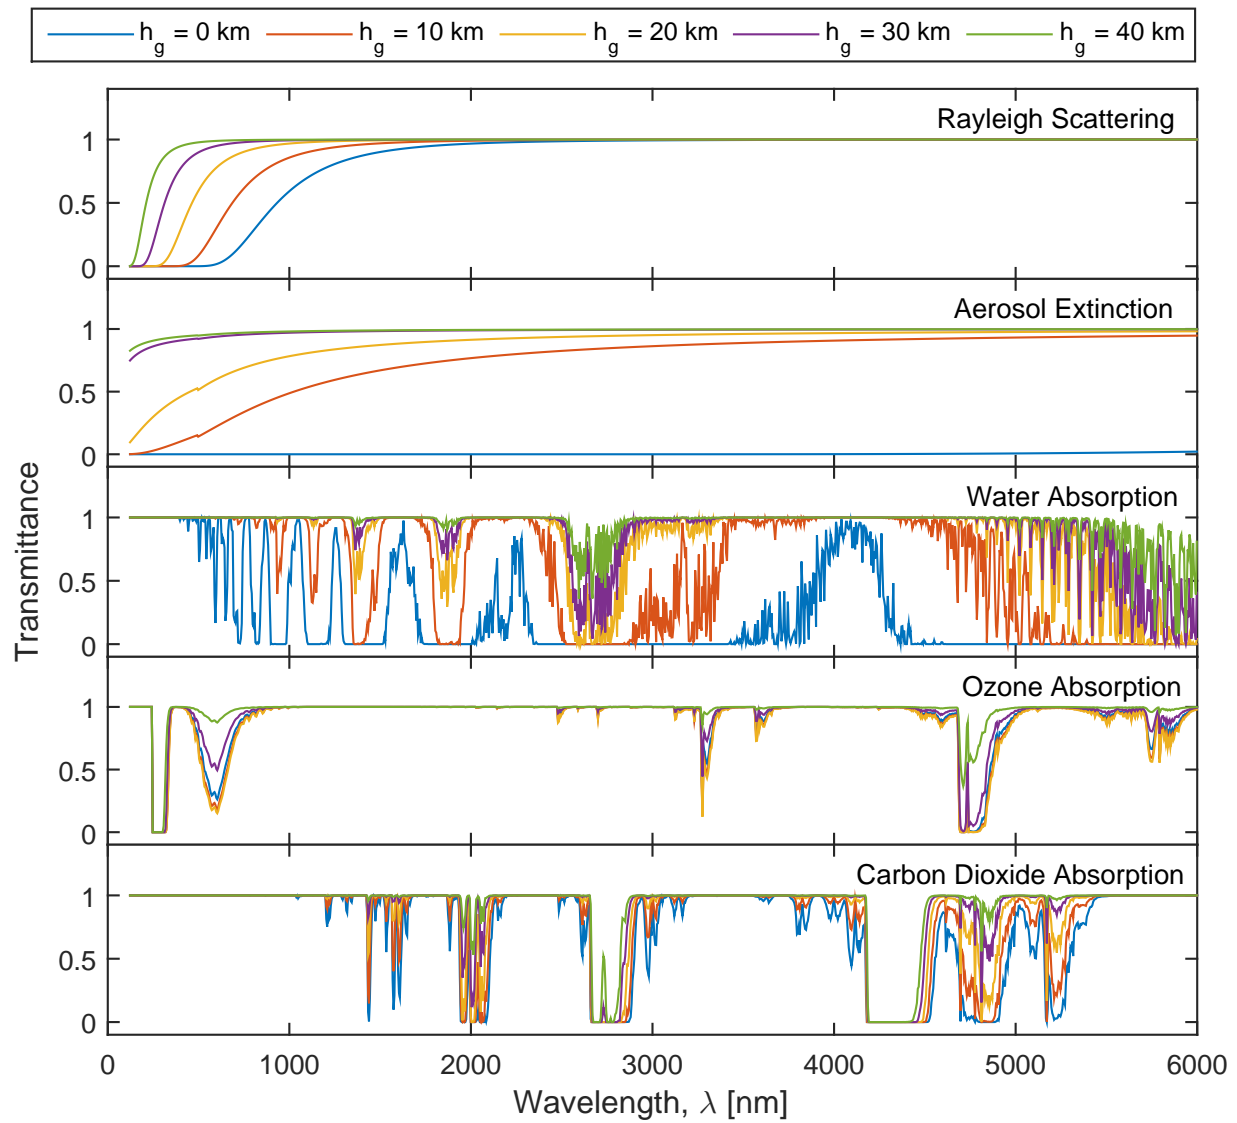 h_g = 0 km h_g = 10 km h_g = 20 km h_g = 30 km h_g = 40 km
Rayleigh Scattering
1
0.5
0
Aerosol Extinction
1
0.5
0
Water Absorption
1
0.5
0
Ozone Absorption
1
0.5
0
Carbon Dioxide Absorption
1
0.5
0
Transmittance
0 1000 2000 3000 4000 5000 6000
Wavelength, λ [nm]